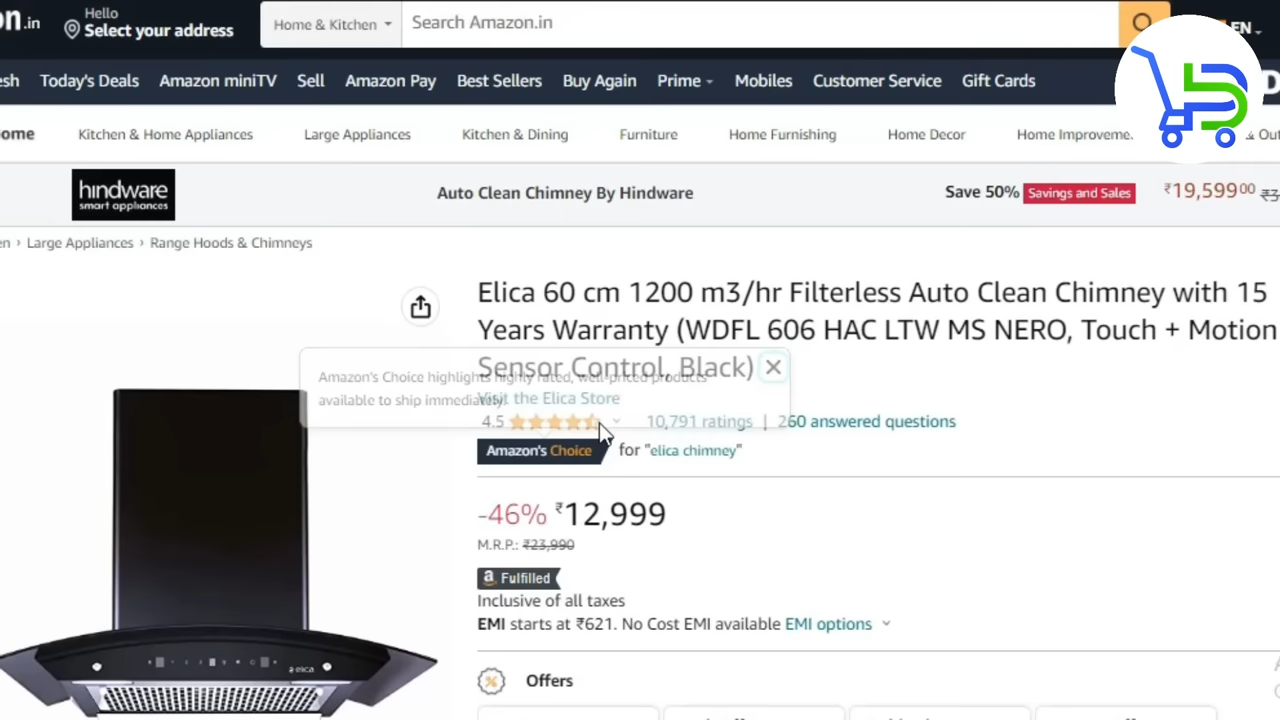 n.in
Hello
Select your address
Home & Kitchen
Search Amazon.in
EN
esh Today's Deals Amazon miniTV Sell Amazon Pay Best Sellers Buy Again Prime Mobiles Customer Service Gift Cards
ome Kitchen & Home Appliances Large Appliances Kitchen & Dining Furniture Home Furnishing Home Decor Home Improveme & Out
hindware
smart appliances
Auto Clean Chimney By Hindware
Save 50% Savings and Sales ₹19,599⁰⁰
en › Large Appliances › Range Hoods & Chimneys
Elica 60 cm 1200 m3/hr Filterless Auto Clean Chimney with 15
Years Warranty (WDFL 606 HAC LTW MS NERO, Touch + Motion
Sensor Control, Black)
Amazon's Choice highlights highly rated, well-priced products
available to ship immediately.
Visit the Elica Store
4.5 10,791 ratings | 260 answered questions
Amazon's Choice for "elica chimney"
-46% ₹12,999
M.R.P.: ₹23,990
a Fulfilled
Inclusive of all taxes
EMI starts at ₹621. No Cost EMI available EMI options
Offers
elica